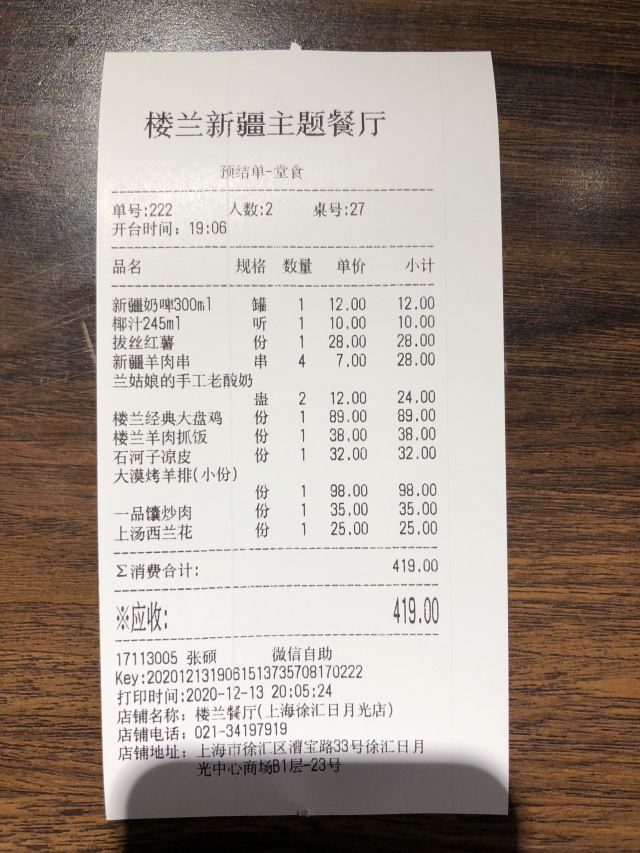 楼兰新疆主题餐厅
预结单-堂食
单号:222 人数:2 桌号:27
开台时间: 19:06
品名 规格 数量 单价 小计
新疆奶啤300ml 罐 1 12.00 12.00
椰汁245ml 听 1 10.00 10.00
拔丝红薯 份 1 28.00 28.00
新疆羊肉串 串 4 7.00 28.00
兰姑娘的手工老酸奶
盅 2 12.00 24.00
楼兰经典大盘鸡 份 1 89.00 89.00
楼兰羊肉抓饭 份 1 38.00 38.00
石河子凉皮 份 1 32.00 32.00
大漠烤羊排(小份)
份 1 98.00 98.00
一品馕炒肉 份 1 35.00 35.00
上汤西兰花 份 1 25.00 25.00
Σ消费合计: 419.00
※应收: 419.00
17113005 张硕 微信自助
Key:20201213190615137357081​70222
打印时间:2020-12-13 20:05:24
店铺名称: 楼兰餐厅(上海徐汇日月光店)
店铺电话: 021-34197919
店铺地址: 上海市徐汇区漕宝路33号徐汇日月
光中心商场B1层-23号